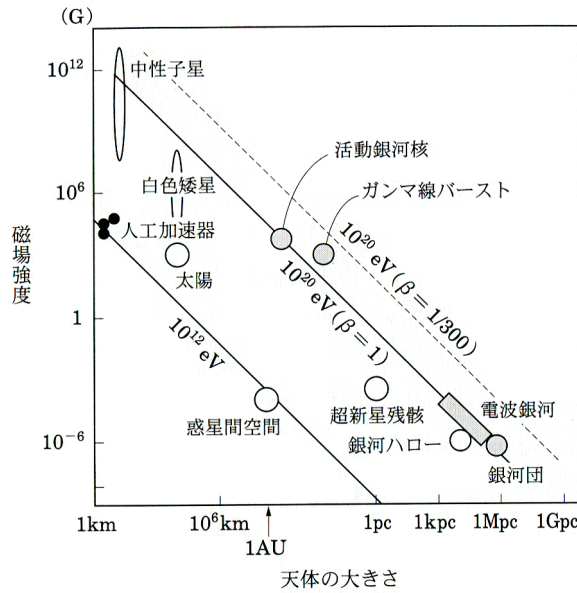 (G)
10¹²
10⁶
1
10⁻⁶
磁場強度
中性子星
白色矮星
人工加速器
太陽
活動銀河核
ガンマ線バースト
10²⁰ eV(β=1/300)
10²⁰ eV(β=1)
10¹² eV
惑星間空間
超新星残骸
銀河ハロー
電波銀河
銀河団
1km
10⁶km
1AU
1pc
1kpc
1Mpc
1Gpc
天体の大きさ